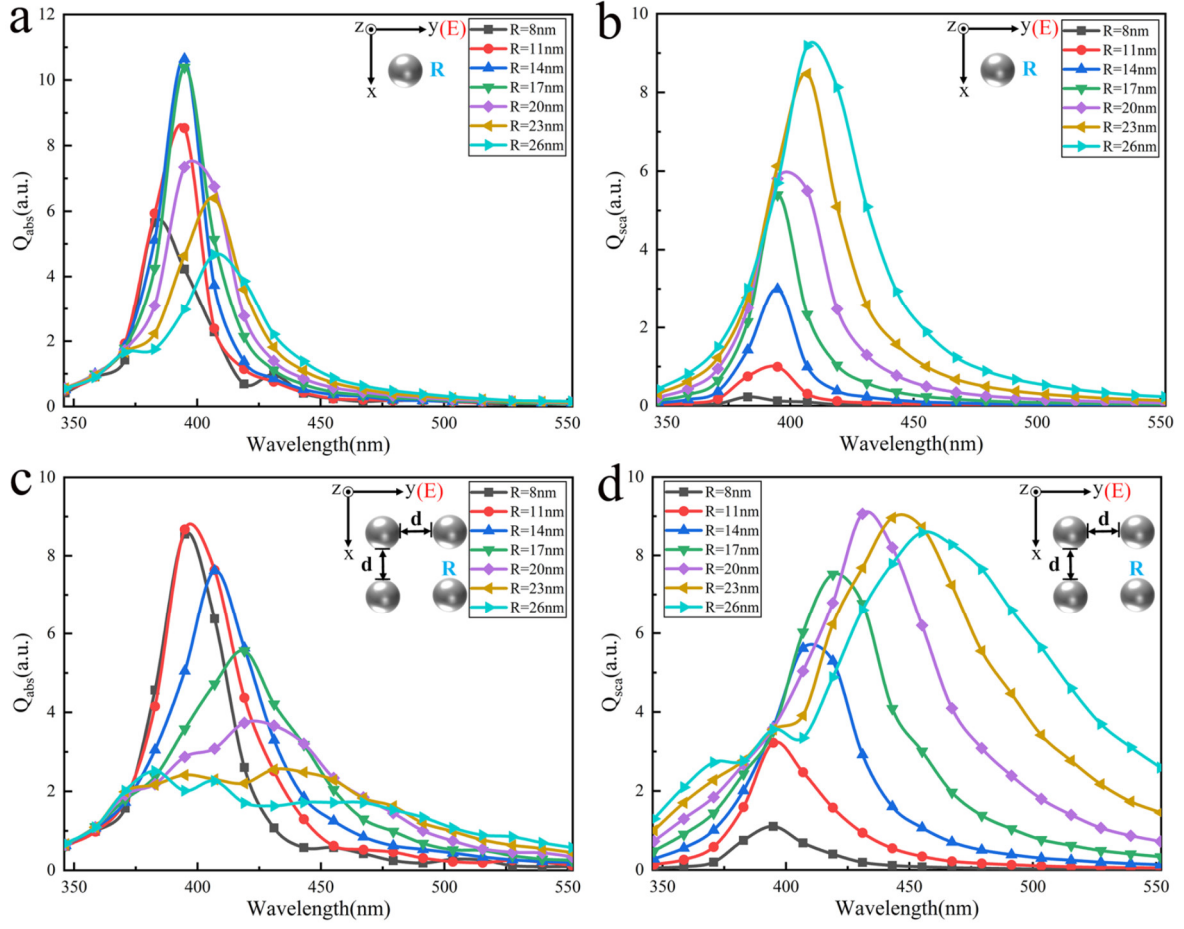 a
12
10
8
6
4
2
0
350
400
450
500
550
Wavelength(nm)
Qabs(a.u.)
z
y(E)
x
R
R=8nm
R=11nm
R=14nm
R=17nm
R=20nm
R=23nm
R=26nm
b
10
8
6
4
2
0
350
400
450
500
550
Wavelength(nm)
Qsca(a.u.)
z
y(E)
x
R
R=8nm
R=11nm
R=14nm
R=17nm
R=20nm
R=23nm
R=26nm
c
10
8
6
4
2
0
350
400
450
500
550
Wavelength(nm)
Qabs(a.u.)
z
y(E)
d
x
d
R
R=8nm
R=11nm
R=14nm
R=17nm
R=20nm
R=23nm
R=26nm
d
10
8
6
4
2
0
350
400
450
500
550
Wavelength(nm)
Qsca(a.u.)
R=8nm
R=11nm
R=14nm
R=17nm
R=20nm
R=23nm
R=26nm
z
y(E)
d
x
d
R